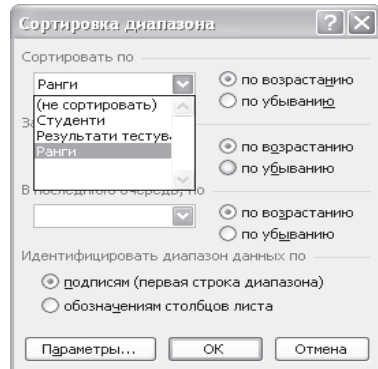 Сортировка диапазона
Сортировать по
Ранги
по возрастанию
по убыванию
(не сортировать)
Студенти
Результати тестув
Ранги
За
по возрастанию
по убыванию
В последнюю очередь, по
по возрастанию
по убыванию
Идентифицировать диапазон данных по
подписям (первая строка диапазона)
обозначениям столбцов листа
Параметры... OK Отмена